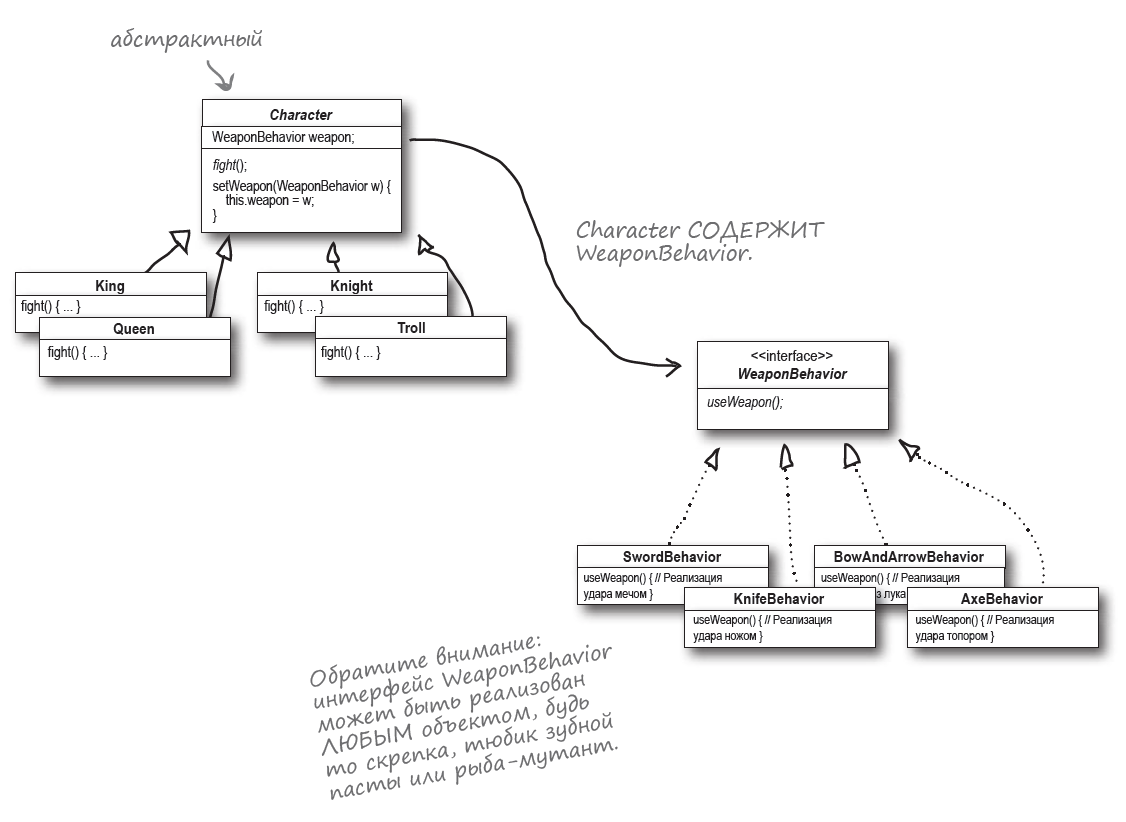 абстрактный
Character
WeaponBehavior weapon;
fight();
setWeapon(WeaponBehavior w) {
this.weapon = w;
}
Character СОДЕРЖИТ
WeaponBehavior.
King
fight() { ... }
Queen
fight() { ... }
Knight
fight() { ... }
Troll
fight() { ... }
<<interface>>
WeaponBehavior
useWeapon();
SwordBehavior
useWeapon() { // Реализация
удара мечом }
KnifeBehavior
useWeapon() { // Реализация
удара ножом }
BowAndArrowBehavior
useWeapon() { // Реализация
лука
AxeBehavior
useWeapon() { // Реализация
удара топором }
Обратите внимание:
интерфейс WeaponBehavior
может быть реализован
ЛЮБЫМ объектом, будь
то скрепка, тюбик зубной
пасты или рыба-мутант.